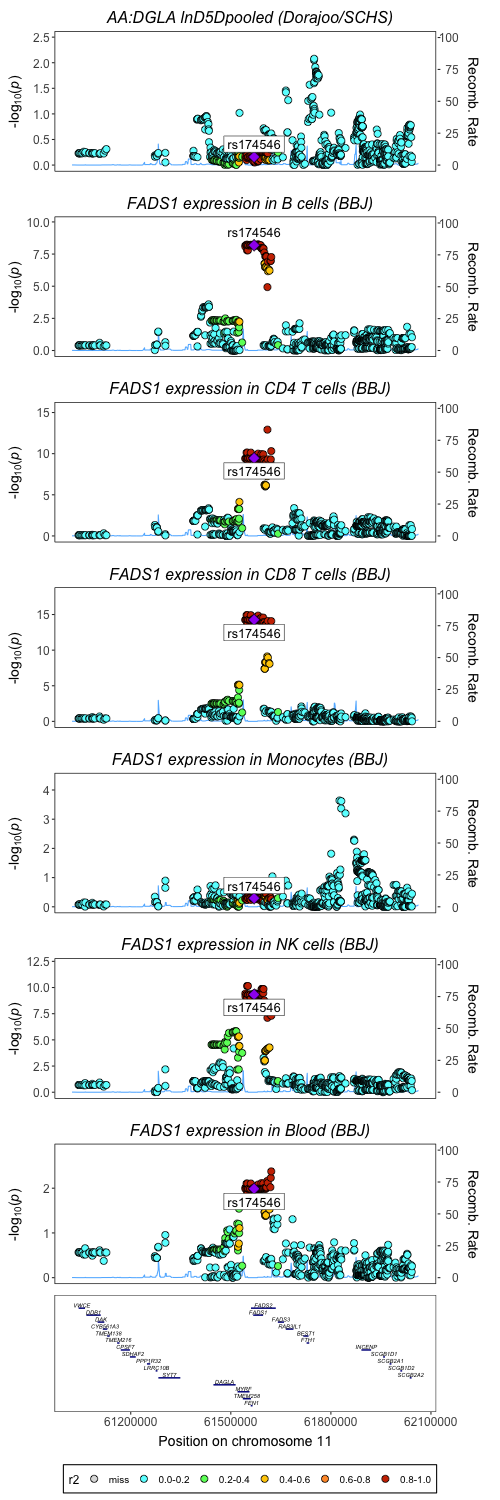 AA:DGLA lnD5Dpooled (Dorajoo/SCHS)
2.5
2.0
1.5
1.0
0.5
0.0
-log10(p)
rs174546
100
75
50
25
0
Recomb. Rate
FADS1 expression in B cells (BBJ)
10.0
7.5
5.0
2.5
0.0
-log10(p)
rs174546
100
75
50
25
0
Recomb. Rate
FADS1 expression in CD4 T cells (BBJ)
15
10
5
0
-log10(p)
rs174546
100
75
50
25
0
Recomb. Rate
FADS1 expression in CD8 T cells (BBJ)
15
10
5
0
-log10(p)
rs174546
100
75
50
25
0
Recomb. Rate
FADS1 expression in Monocytes (BBJ)
4
3
2
1
0
-log10(p)
rs174546
100
75
50
25
0
Recomb. Rate
FADS1 expression in NK cells (BBJ)
12.5
10.0
7.5
5.0
2.5
0.0
-log10(p)
rs174546
100
75
50
25
0
Recomb. Rate
FADS1 expression in Blood (BBJ)
2
1
0
-log10(p)
rs174546
100
75
50
25
0
Recomb. Rate
VWCE FADS2
DDB1 FADS1
DAK FADS3
CYB561A3 RAB3IL1
TMEM138 BEST1
TMEM216 FTH1
CPSF7 INCENP
SDHAF2 SCGB1D1
PPP1R32 SCGB2A1
LRRC10B SCGB1D2
SYT7 SCGB2A2
DAGLA
MYRF
TMEM258
FEN1
61200000 61500000 61800000 62100000
Position on chromosome 11
r2 miss 0.0-0.2 0.2-0.4 0.4-0.6 0.6-0.8 0.8-1.0